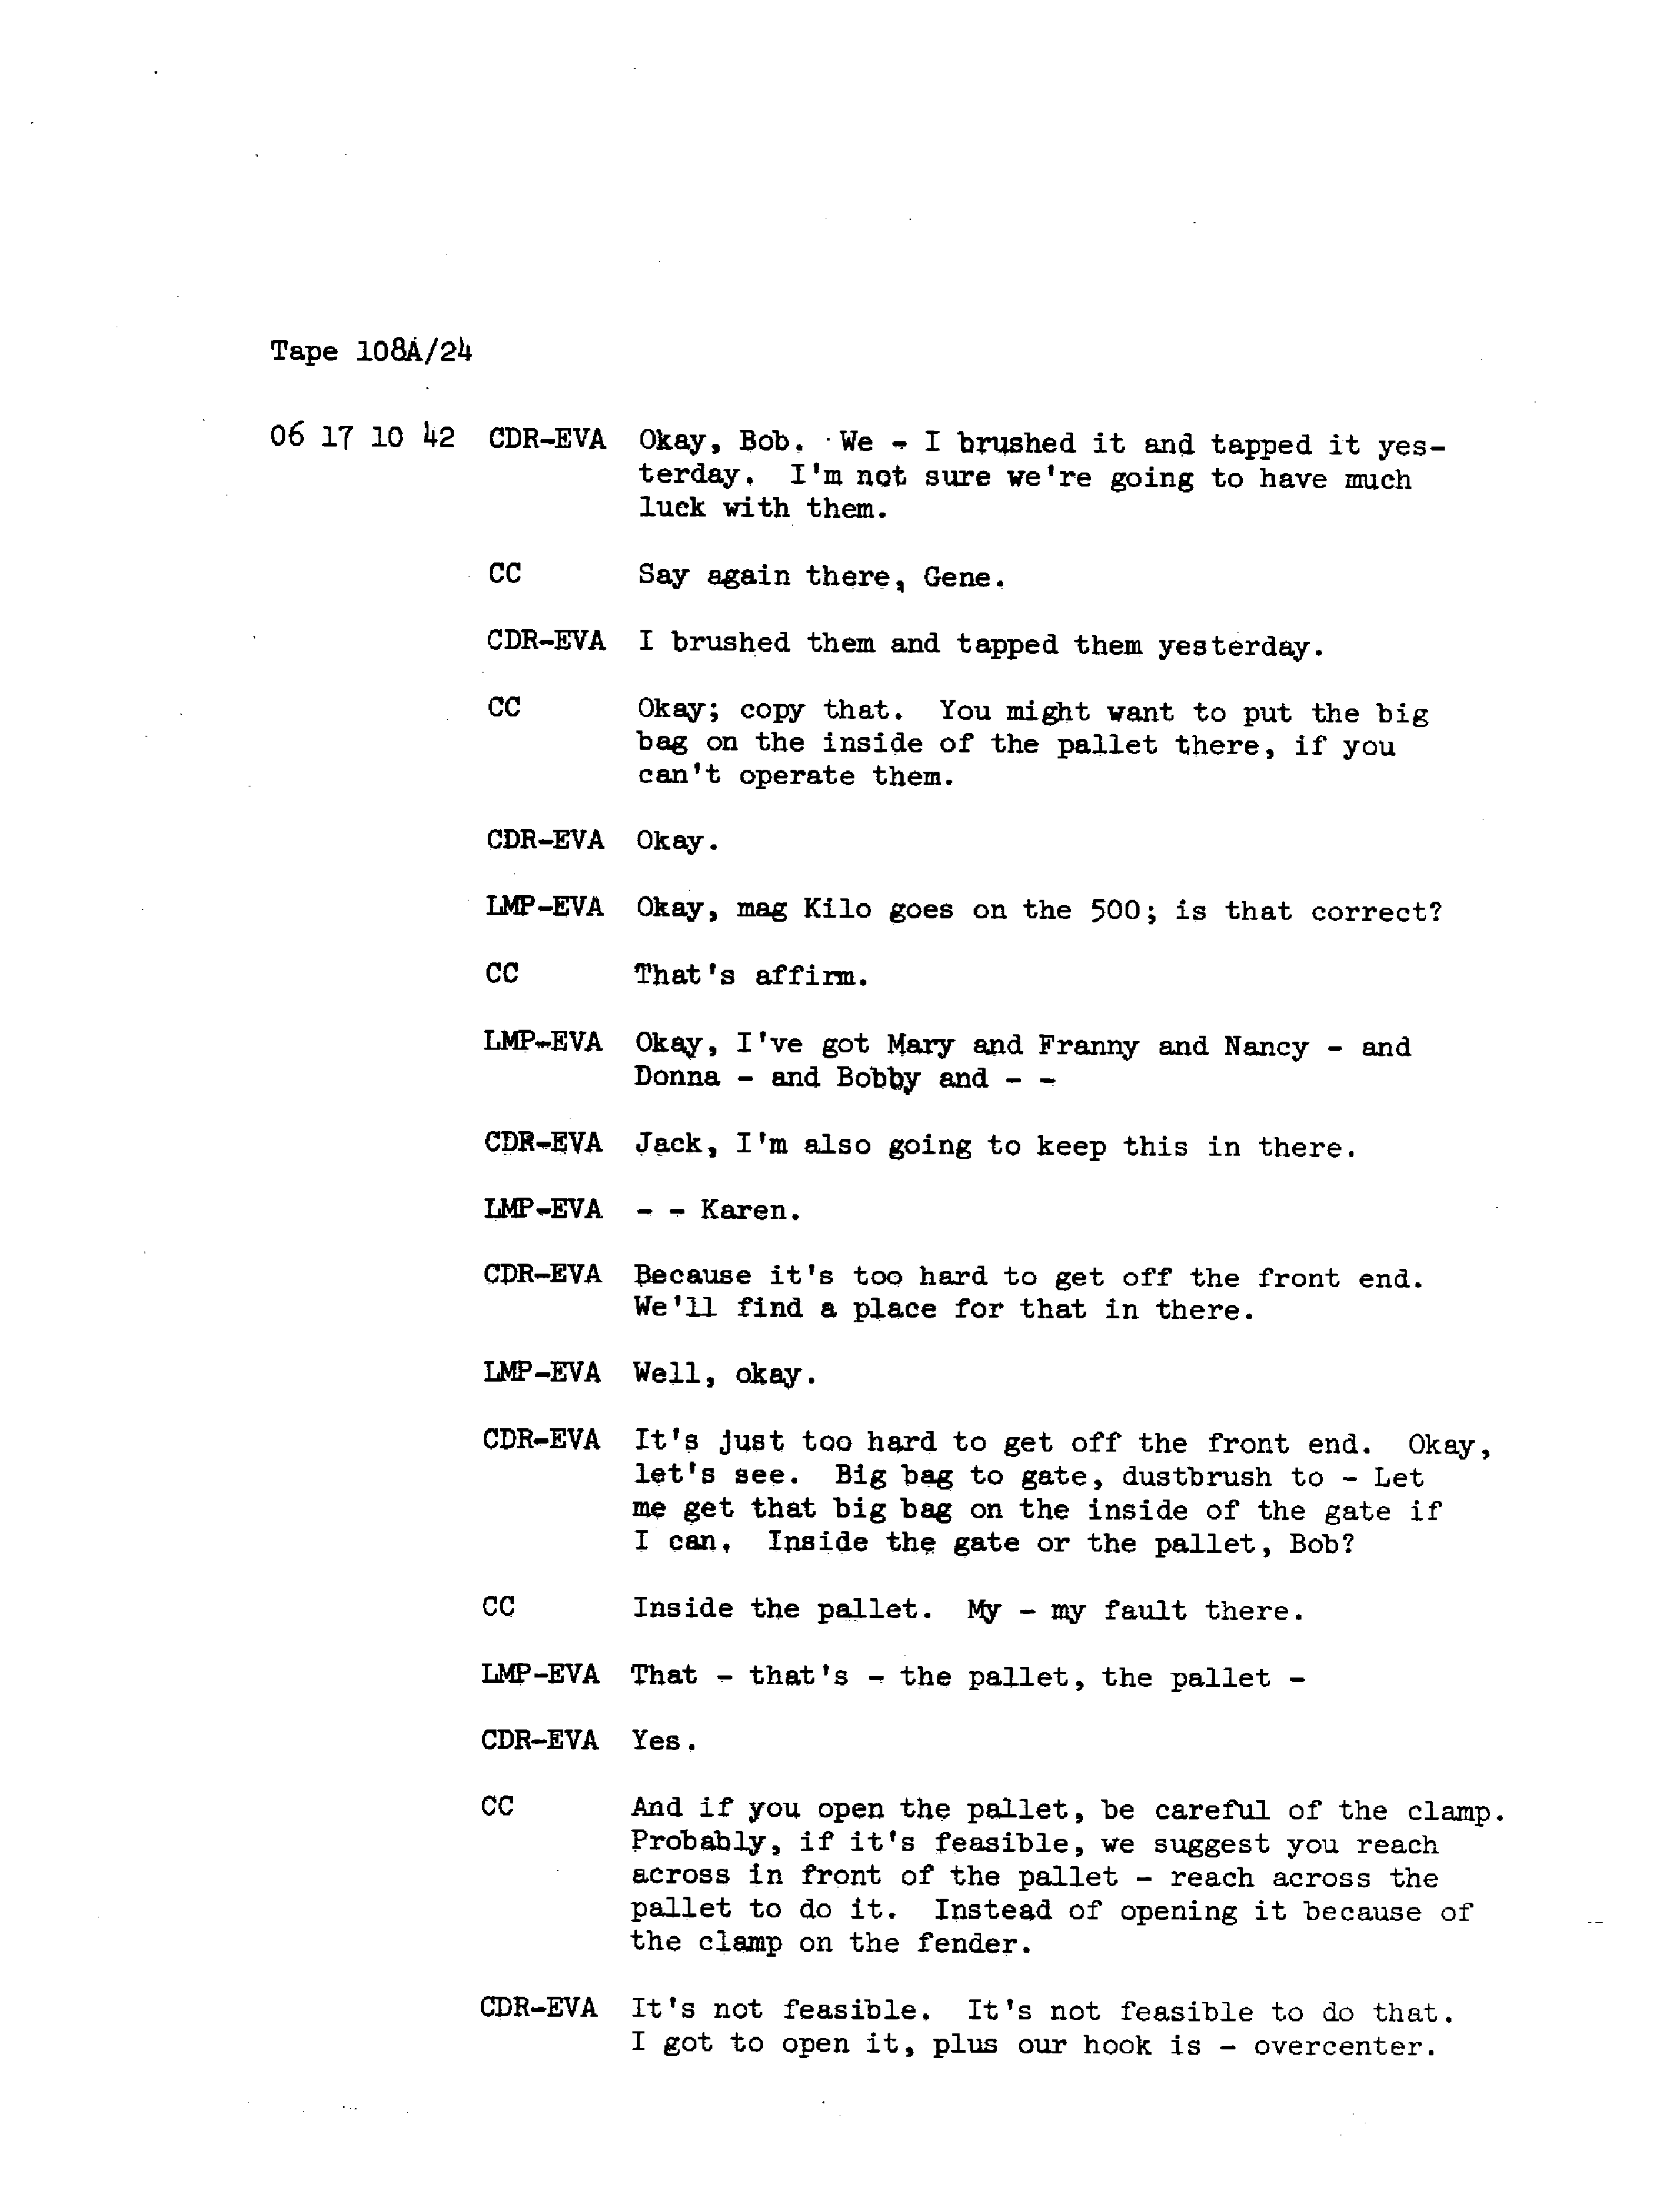 Tape 108A/24
06 17 10 42 CDR-EVA Okay, Bob. We - I brushed it and tapped it yes-
terday. I'm not sure we're going to have much
luck with them.
CC Say again there, Gene.
CDR-EVA I brushed them and tapped them yesterday.
CC Okay; copy that. You might want to put the big
bag on the inside of the pallet there, if you
can't operate them.
CDR-EVA Okay.
LMP-EVA Okay, mag Kilo goes on the 500; is that correct?
CC That's affirm.
LMP-EVA Okay, I've got Mary and Franny and Nancy - and
Donna - and Bobby and - -
CDR-EVA Jack, I'm also going to keep this in there.
LMP-EVA - - Karen.
CDR-EVA Because it's too hard to get off the front end.
We'll find a place for that in there.
LMP-EVA Well, okay.
CDR-EVA It's just too hard to get off the front end. Okay,
let's see. Big bag to gate, dustbrush to - Let
me get that big bag on the inside of the gate if
I can. Inside the gate or the pallet, Bob?
CC Inside the pallet. My - my fault there.
LMP-EVA That - that's - the pallet, the pallet -
CDR-EVA Yes.
CC And if you open the pallet, be careful of the clamp.
Probably, if it's feasible, we suggest you reach
across in front of the pallet - reach across the
pallet to do it. Instead of opening it because of
the clamp on the fender.
CDR-EVA It's not feasible. It's not feasible to do that.
I got to open it, plus our hook is - overcenter.